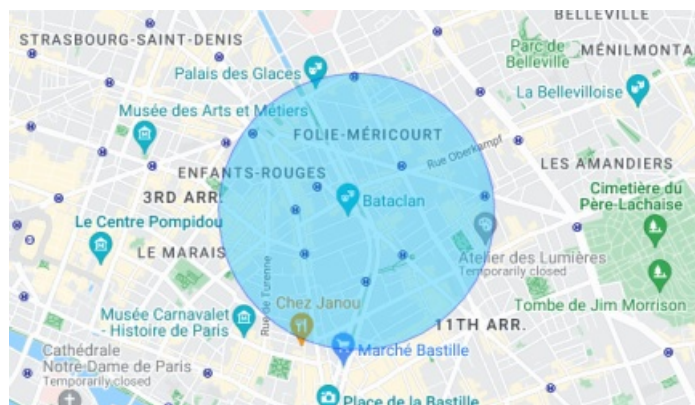 BELLEVILLE
STRASBOURG-SAINT-DENIS
Parc de
Belleville
MÉNILMONTA
Palais des Glaces
La Bellevilloise
Musée des Arts et Métiers
FOLIE-MÉRICOURT
Rue Oberkampf
LES AMANDIERS
ENFANTS-ROUGES
Cimetière du
Père-Lachaise
3RD ARR.
Bataclan
Le Centre Pompidou
LE MARAIS
Atelier des Lumières
Temporarily closed
Rue de Turenne
Chez Janou
Tombe de Jim Morrison
Musée Carnavalet
- Histoire de Paris
11TH ARR.
Cathédrale
Notre-Dame de Paris
Temporarily closed
Marché Bastille
Place de la Bastille